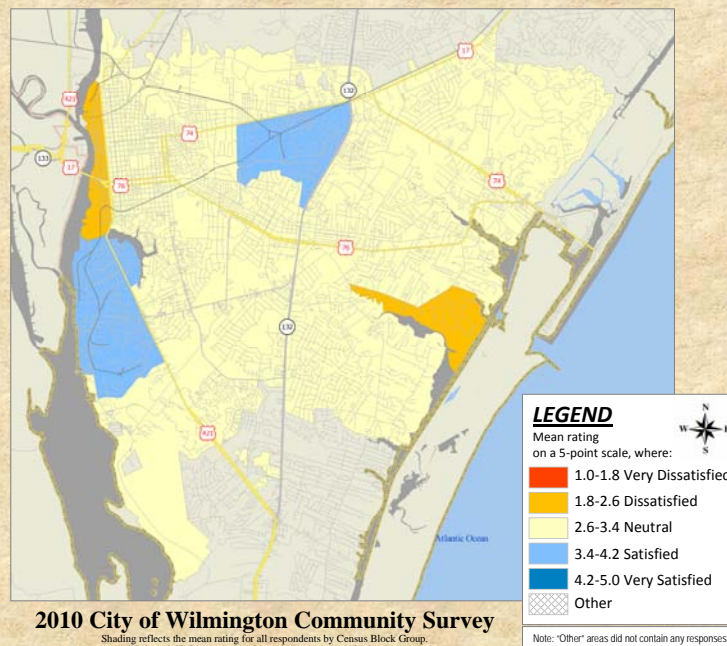 17
132
421
74
133
17
76
74
76
132
421
Atlantic Ocean
LEGEND
N
W
S
Mean rating
on a 5-point scale, where:
1.0-1.8 Very Dissatisfied
1.8-2.6 Dissatisfied
2.6-3.4 Neutral
3.4-4.2 Satisfied
4.2-5.0 Very Satisfied
Other
2010 City of Wilmington Community Survey
Shading reflects the mean rating for all respondents by Census Block Group.
Note: "Other" areas did not contain any responses